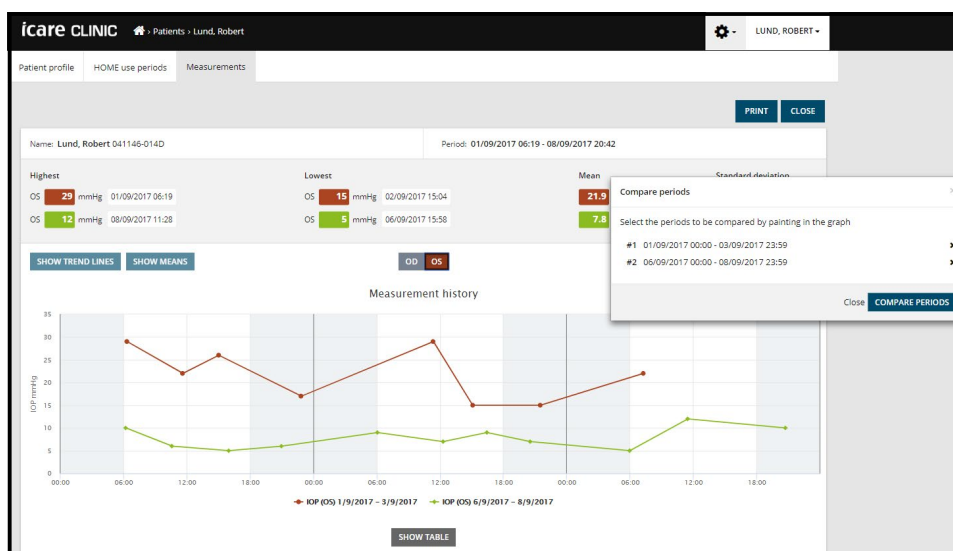 icare CLINIC › Patients › Lund, Robert LUND, ROBERT
Patient profile HOME use periods Measurements
PRINT CLOSE
Name: Lund, Robert 041146-014D Period: 01/09/2017 06:19 - 08/09/2017 20:42
Highest Lowest Mean Standard deviation
OS 29 mmHg 01/09/2017 06:19 OS 15 mmHg 02/09/2017 15:04 21.9
OS 12 mmHg 08/09/2017 11:28 OS 5 mmHg 06/09/2017 15:58 7.8
Compare periods ×
Select the periods to be compared by painting in the graph
#1 01/09/2017 00:00 - 03/09/2017 23:59
#2 06/09/2017 00:00 - 08/09/2017 23:59
Close COMPARE PERIODS
SHOW TREND LINES SHOW MEANS OD OS
Measurement history
IOP mmHg
35
30
25
20
15
10
5
0
00:00 06:00 12:00 18:00 00:00 06:00 12:00 18:00 00:00 06:00 12:00 18:00
IOP (OS) 1/9/2017 – 3/9/2017 IOP (OS) 6/9/2017 – 8/9/2017
SHOW TABLE